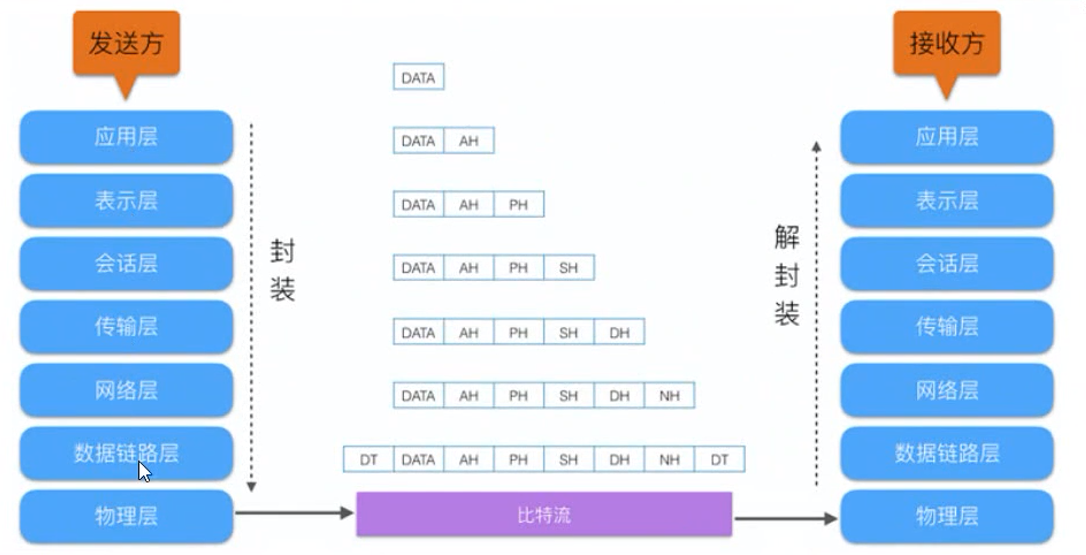 发送方
接收方
DATA
应用层
DATA AH
应用层
表示层
DATA AH PH
表示层
封装
解封装
会话层
DATA AH PH SH
会话层
传输层
DATA AH PH SH DH
传输层
网络层
DATA AH PH SH DH NH
网络层
数据链路层
DT DATA AH PH SH DH NH DT
数据链路层
物理层
比特流
物理层